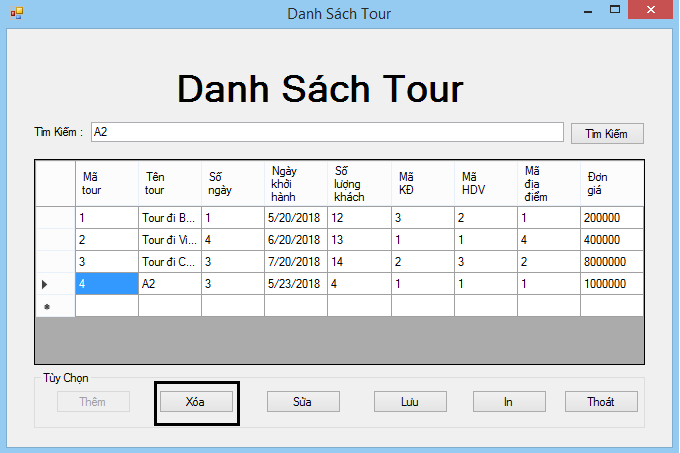 Danh Sách Tour
Danh Sách Tour
Tìm Kiếm : A2 Tìm Kiếm
Mã tour Tên tour Số ngày Ngày khởi hành Số lượng khách Mã KĐ Mã HDV Mã địa điểm Đơn giá
1 Tour đi B... 1 5/20/2018 12 3 2 1 200000
2 Tour đi Vi... 4 6/20/2018 13 1 1 4 400000
3 Tour đi C... 3 7/20/2018 14 2 3 2 8000000
4 A2 3 5/23/2018 4 1 1 1 1000000
Tùy Chọn
Thêm Xóa Sửa Lưu In Thoát